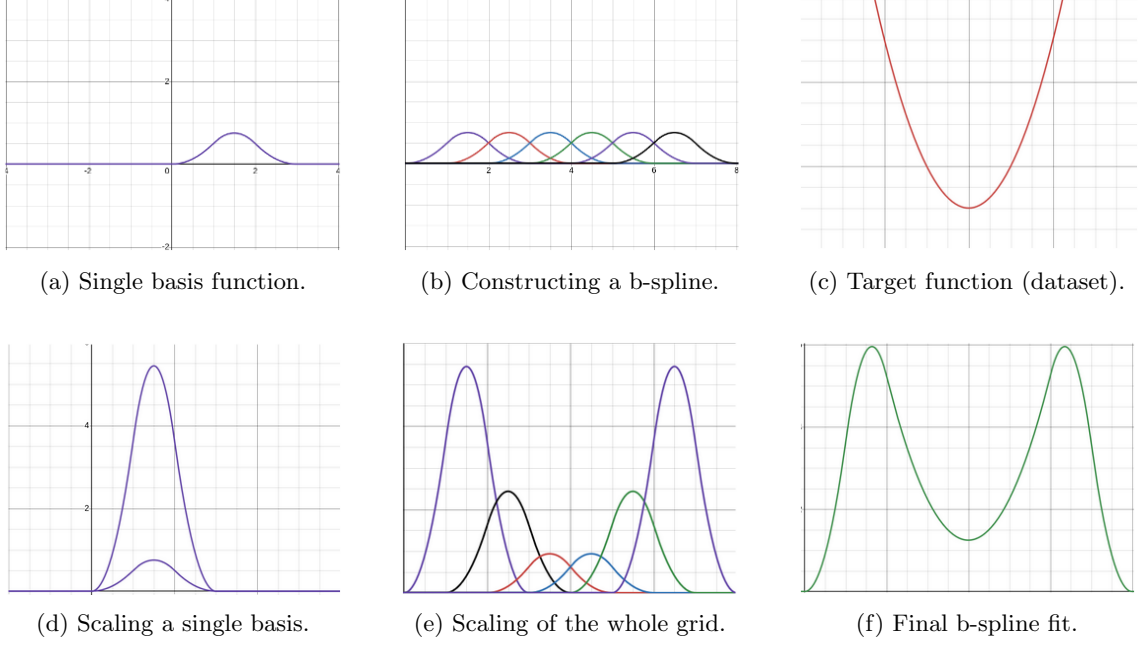 2
-2
0
2
4
-2
2
4
6
8
(a) Single basis function.
(b) Constructing a b-spline.
(c) Target function (dataset).
4
2
(d) Scaling a single basis.
(e) Scaling of the whole grid.
(f) Final b-spline fit.